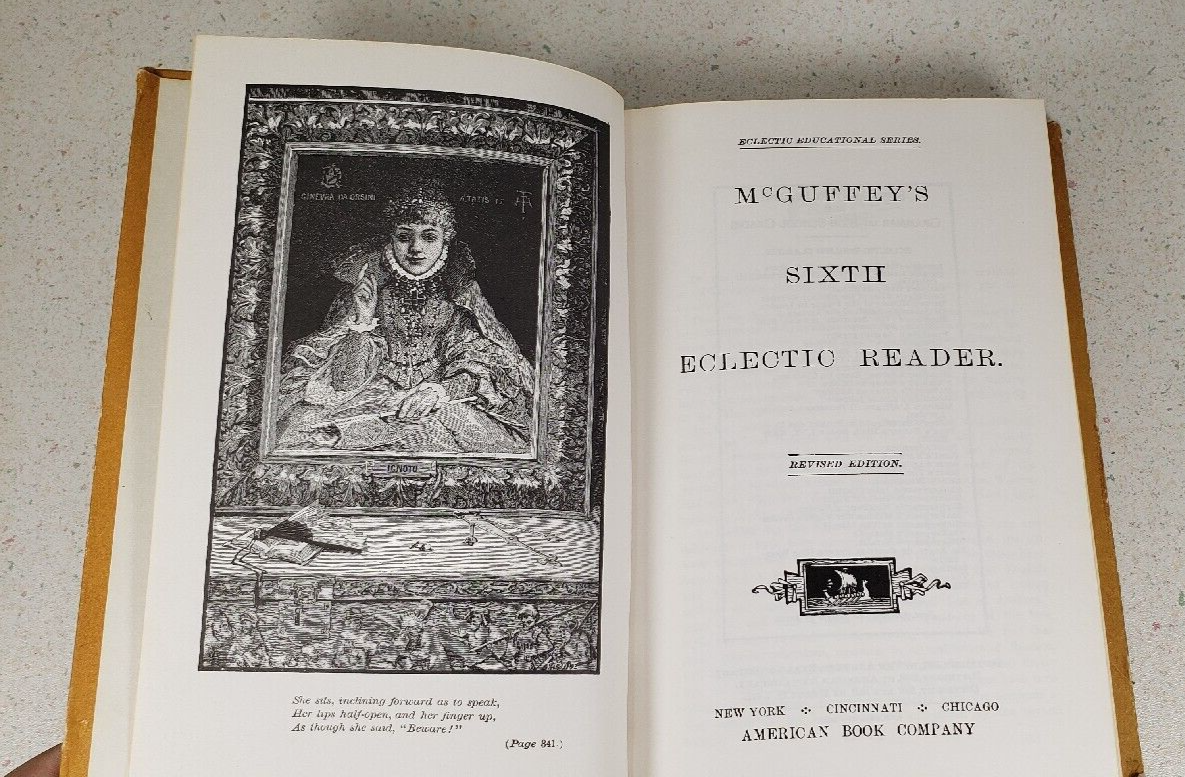 GINEVRA DA ORSINI
ÆTATIS
IGNOTO
She sits, inclining forward as to speak,
Her lips half-open, and her finger up,
As though she said, "Beware!"
(Page 341.)
ECLECTIC EDUCATIONAL SERIES.
McGUFFEY'S
SIXTH
ECLECTIC READER.
REVISED EDITION.
NEW YORK ⁘ CINCINNATI ⁘ CHICAGO
AMERICAN BOOK COMPANY